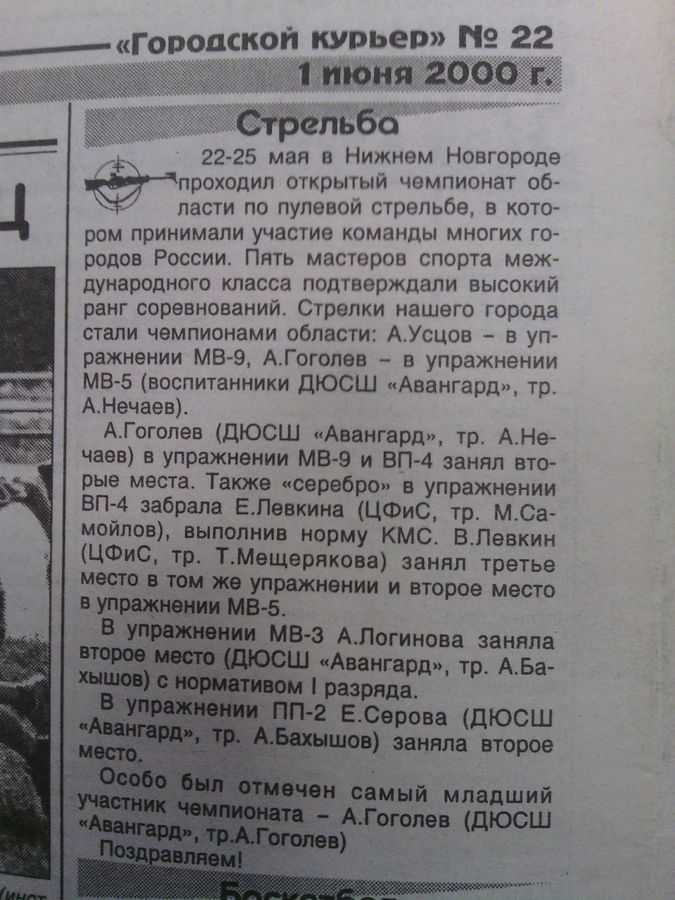 «Городской курьер» № 22
1 июня 2000 г.
Стрельба
22-25 мая в Нижнем Новгороде
проходил открытый чемпионат об-
ласти по пулевой стрельбе, в кото-
ром принимали участие команды многих го-
родов России. Пять мастеров спорта меж-
дународного класса подтверждали высокий
ранг соревнований. Стрелки нашего города
стали чемпионами области: А.Усцов – в уп-
ражнении МВ-9, А.Гоголев – в упражнении
МВ-5 (воспитанники ДЮСШ «Авангард», тр.
А.Нечаев).
А.Гоголев (ДЮСШ «Авангард», тр. А.Не-
чаев) в упражнении МВ-9 и ВП-4 занял вто-
рые места. Также «серебро» в упражнении
ВП-4 забрала Е.Левкина (ЦФиС, тр. М.Са-
мойлов), выполнив норму КМС. В.Левкин
(ЦФиС, тр. Т.Мещерякова) занял третье
место в том же упражнении и второе место
в упражнении МВ-5.
В упражнении МВ-3 А.Логинова заняла
второе место (ДЮСШ «Авангард», тр. А.Ба-
хышов) с нормативом I разряда.
В упражнении ПП-2 Е.Серова (ДЮСШ
«Авангард», тр. А.Бахышов) заняла второе
место.
Особо был отмечен самый младший
участник чемпионата – А.Гоголев (ДЮСШ
«Авангард», тр.А.Гоголев)
Поздравляем!
Баскетбол